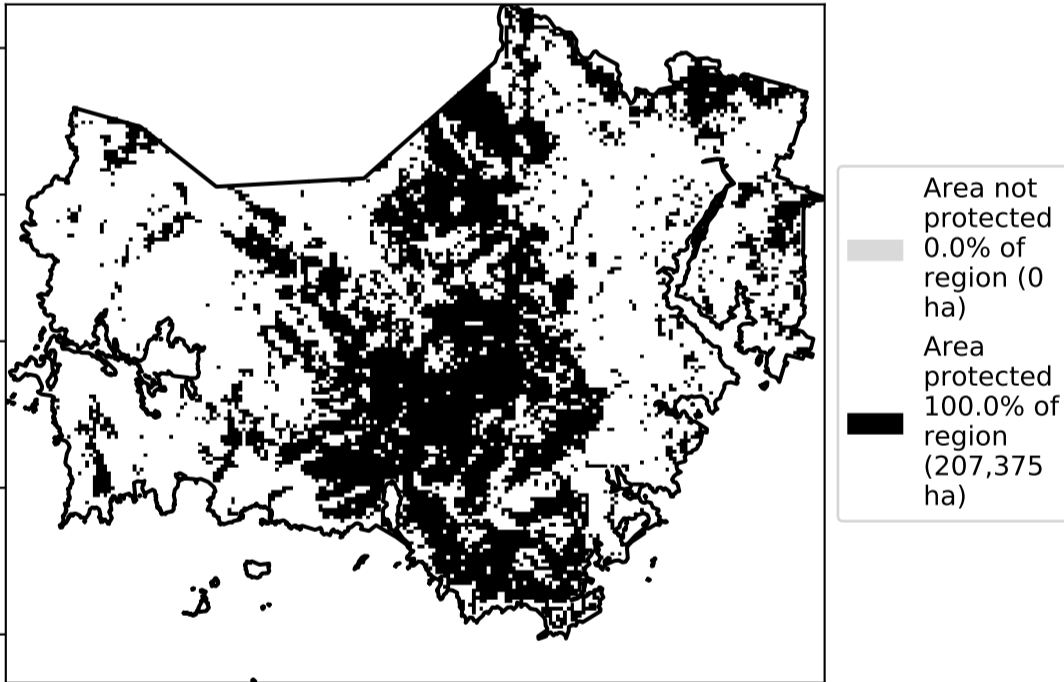 Area not
protected
0.0% of
region (0
ha)
Area
protected
100.0% of
region
(207,375
ha)